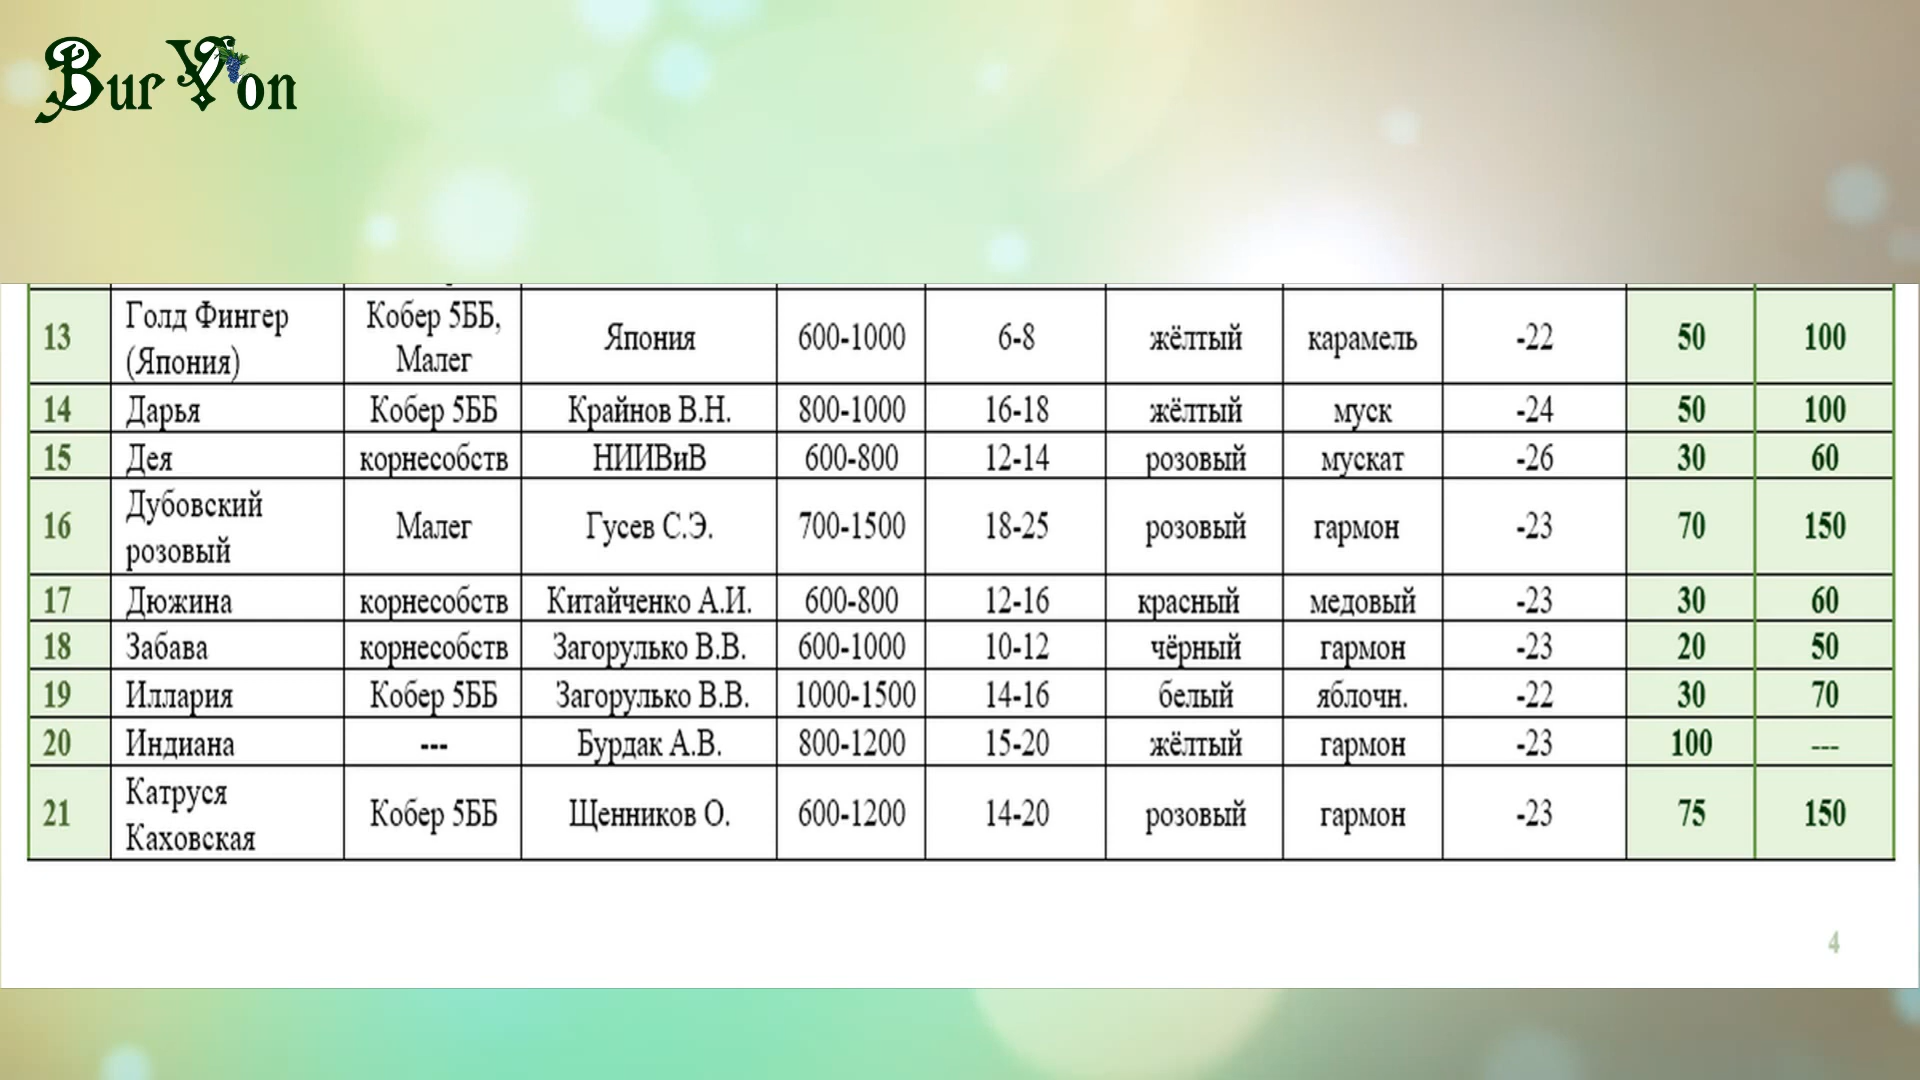 Bur Von
13 Голд Фингер (Япония) Кобер 5ББ, Малег Япония 600-1000 6-8 жёлтый карамель -22 50 100
14 Дарья Кобер 5ББ Крайнов В.Н. 800-1000 16-18 жёлтый муск -24 50 100
15 Дея корнесобств НИИВиВ 600-800 12-14 розовый мускат -26 30 60
16 Дубовский розовый Малег Гусев С.Э. 700-1500 18-25 розовый гармон -23 70 150
17 Дюжина корнесобств Китайченко А.И. 600-800 12-16 красный медовый -23 30 60
18 Забава корнесобств Загорулько В.В. 600-1000 10-12 чёрный гармон -23 20 50
19 Иллария Кобер 5ББ Загорулько В.В. 1000-1500 14-16 белый яблочн. -22 30 70
20 Индиана --- Бурдак А.В. 800-1200 15-20 жёлтый гармон -23 100 ---
21 Катруся Каховская Кобер 5ББ Щенников О. 600-1200 14-20 розовый гармон -23 75 150
4